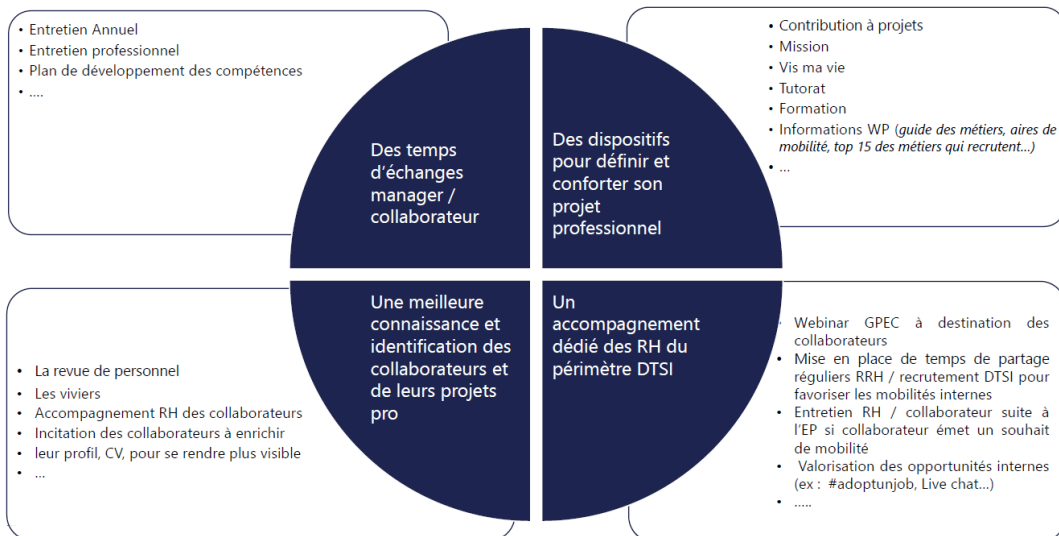 • Entretien Annuel
• Entretien professionnel
• Plan de développement des compétences
• ....
Des temps
d'échanges
manager /
collaborateur
• Contribution à projets
• Mission
• Vis ma vie
• Tutorat
• Formation
• Informations WP (guide des métiers, aires de
mobilité, top 15 des métiers qui recrutent...)
• ...
Des dispositifs
pour définir et
conforter son
projet
professionnel
• La revue de personnel
• Les viviers
• Accompagnement RH des collaborateurs
• Incitation des collaborateurs à enrichir
• leur profil, CV, pour se rendre plus visible
• ...
Une meilleure
connaissance et
identification des
collaborateurs et
de leurs projets
pro
Un
accompagnement
dédié des RH du
périmètre DTSI
• Webinar GPEC à destination des
collaborateurs
• Mise en place de temps de partage
réguliers RRH / recrutement DTSI pour
favoriser les mobilités internes
• Entretien RH / collaborateur suite à
l'EP si collaborateur émet un souhait
de mobilité
• Valorisation des opportunités internes
(ex : #adoptunjob, Live chat...)
• .....